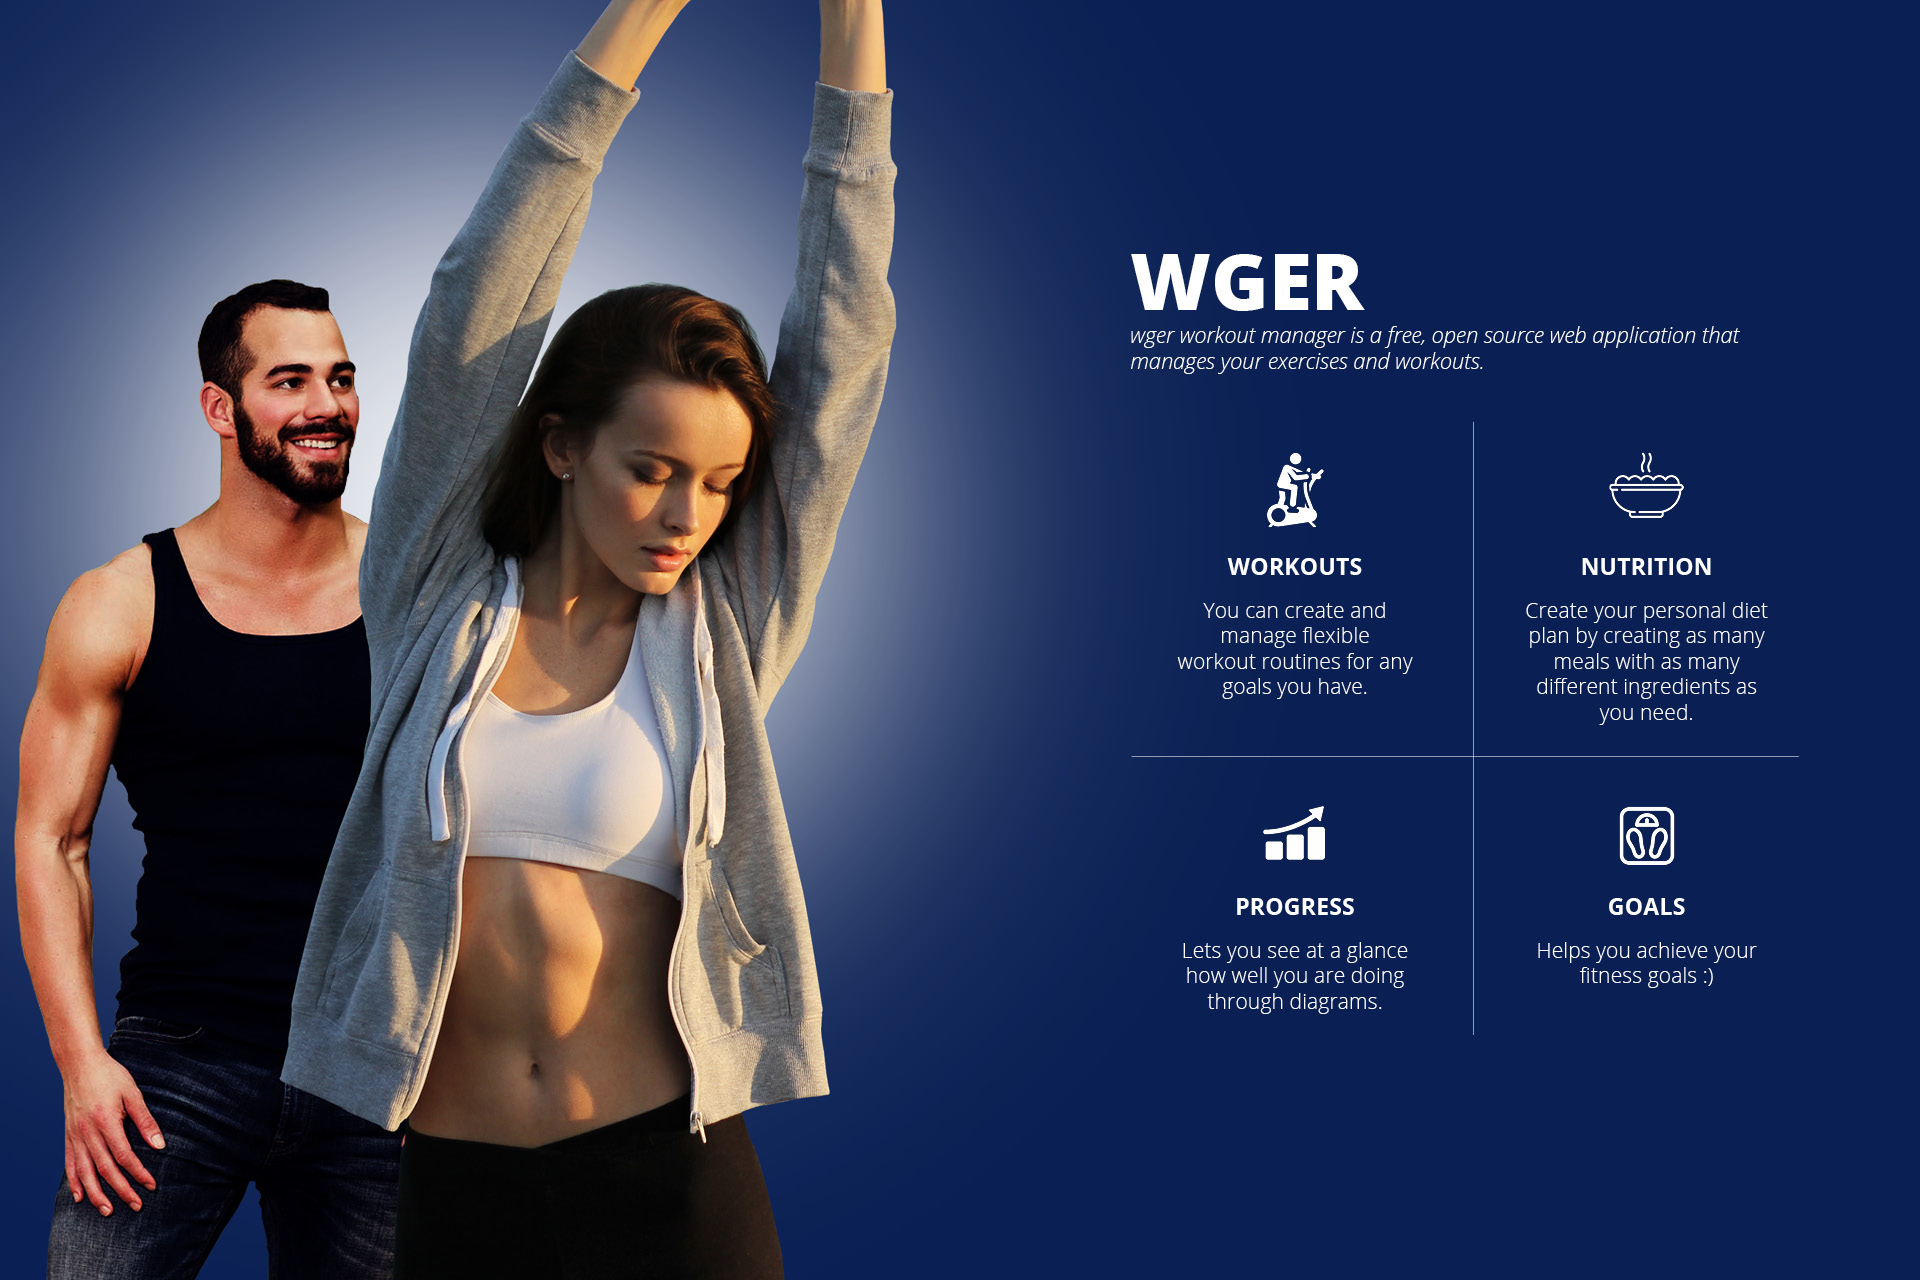 WGER
wger workout manager is a free, open source web application that
manages your exercises and workouts.
WORKOUTS
You can create and
manage flexible
workout routines for any
goals you have.
NUTRITION
Create your personal diet
plan by creating as many
meals with as many
different ingredients as
you need.
PROGRESS
Lets you see at a glance
how well you are doing
through diagrams.
GOALS
Helps you achieve your
fitness goals :)